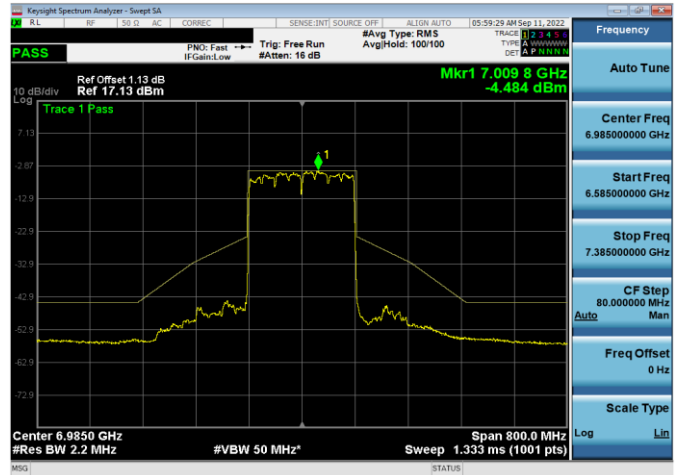 Keysight Spectrum Analyzer - Swept SA
RL RF 50 Ω AC CORREC SENSE:INT SOURCE OFF ALIGN AUTO 05:59:29 AM Sep 11, 2022
PASS
PNO: Fast
IFGain:Low
Trig: Free Run
#Atten: 16 dB
#Avg Type: RMS
Avg|Hold: 100/100
TRACE 1 2 3 4 5 6
TYPE A WWWWW
DET A P N N N N
Ref Offset 1.13 dB
10 dB/div Ref 17.13 dBm
Log
Mkr1 7.009 8 GHz
-4.484 dBm
Trace 1 Pass
1
7.13
-2.87
-12.9
-22.9
-32.9
-42.9
-52.9
-62.9
-72.9
Center 6.9850 GHz
Span 800.0 MHz
#Res BW 2.2 MHz
#VBW 50 MHz*
Sweep 1.333 ms (1001 pts)
MSG
STATUS
Frequency
Auto Tune
Center Freq
6.985000000 GHz
Start Freq
6.585000000 GHz
Stop Freq
7.385000000 GHz
CF Step
80.000000 MHz
Auto Man
Freq Offset
0 Hz
Scale Type
Log Lin